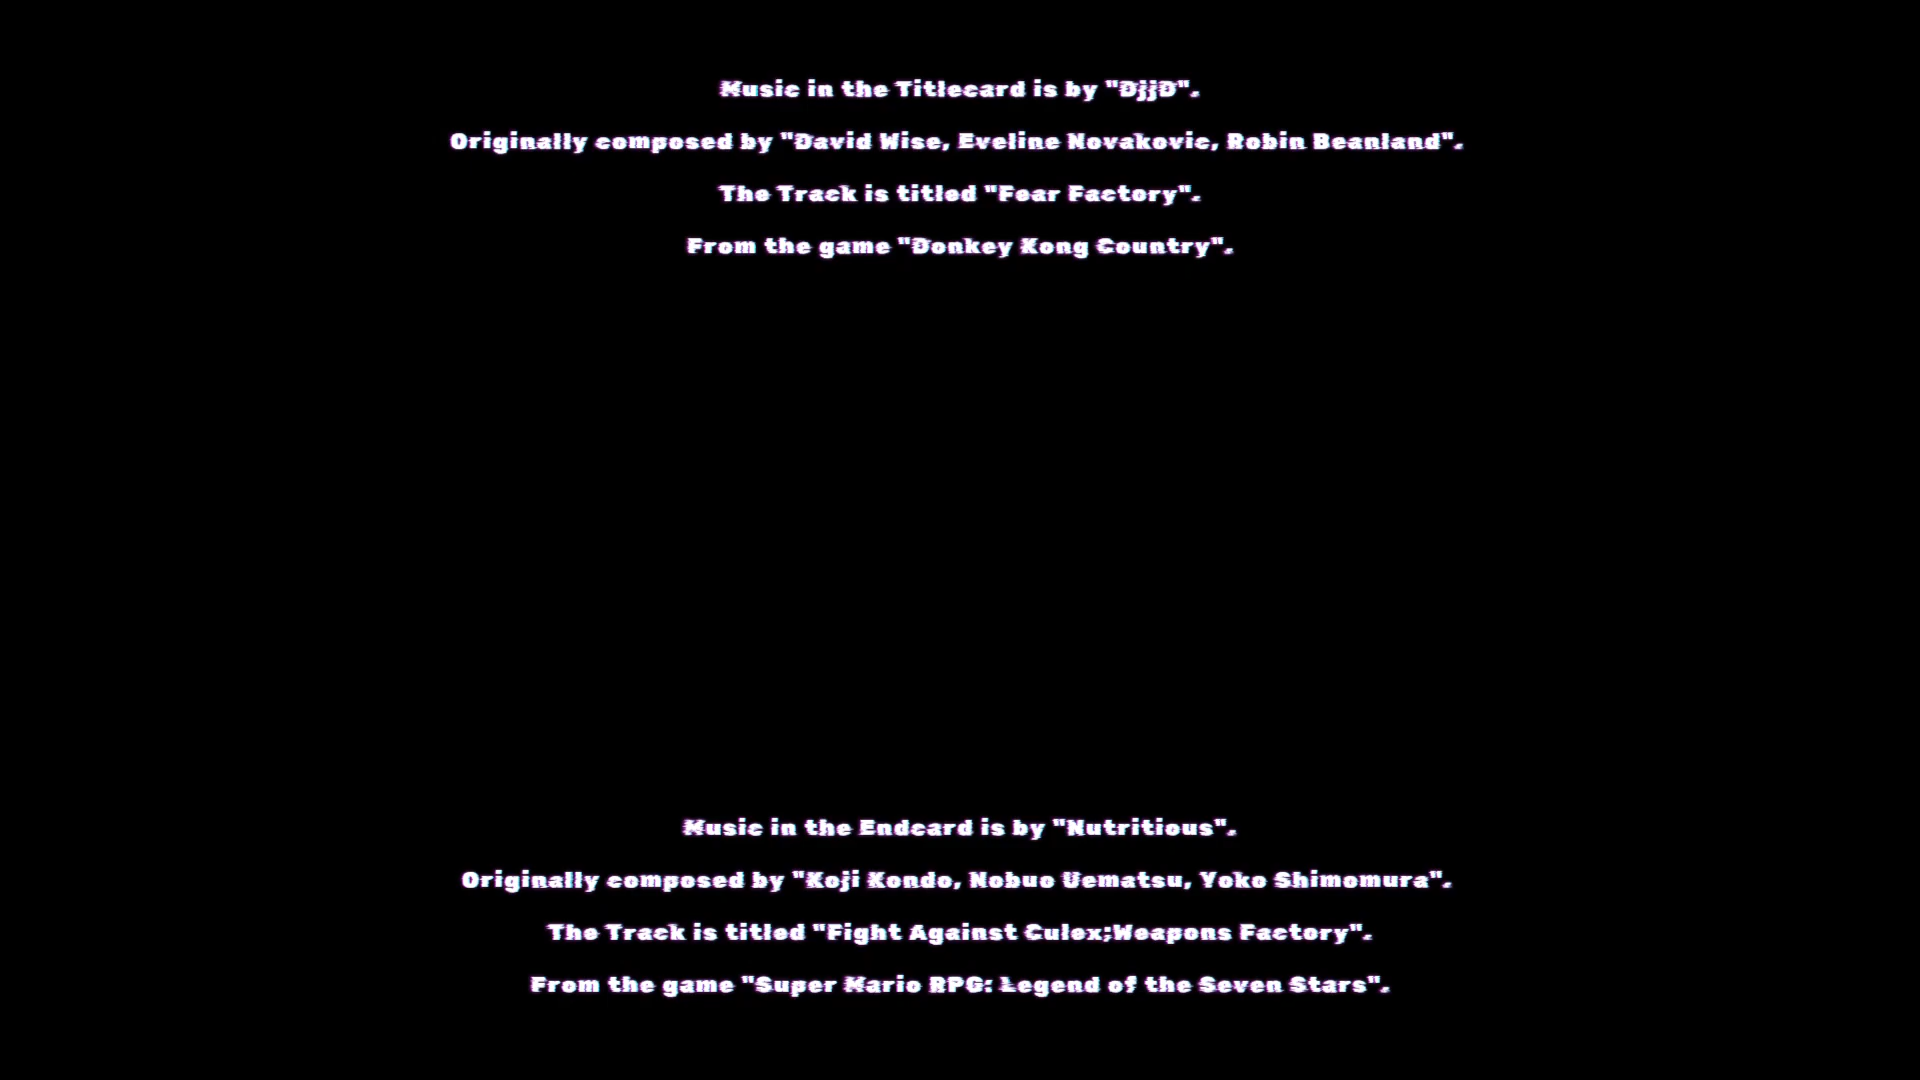 Music in the Titlecard is by "DjjD".
Originally composed by "David Wise, Eveline Novakovic, Robin Beanland".
The Track is titled "Fear Factory".
From the game "Donkey Kong Country".
Music in the Endcard is by "Nutritious".
Originally composed by "Koji Kondo, Nobuo Uematsu, Yoko Shimomura".
The Track is titled "Fight Against Culex;Weapons Factory".
From the game "Super Mario RPG: Legend of the Seven Stars".